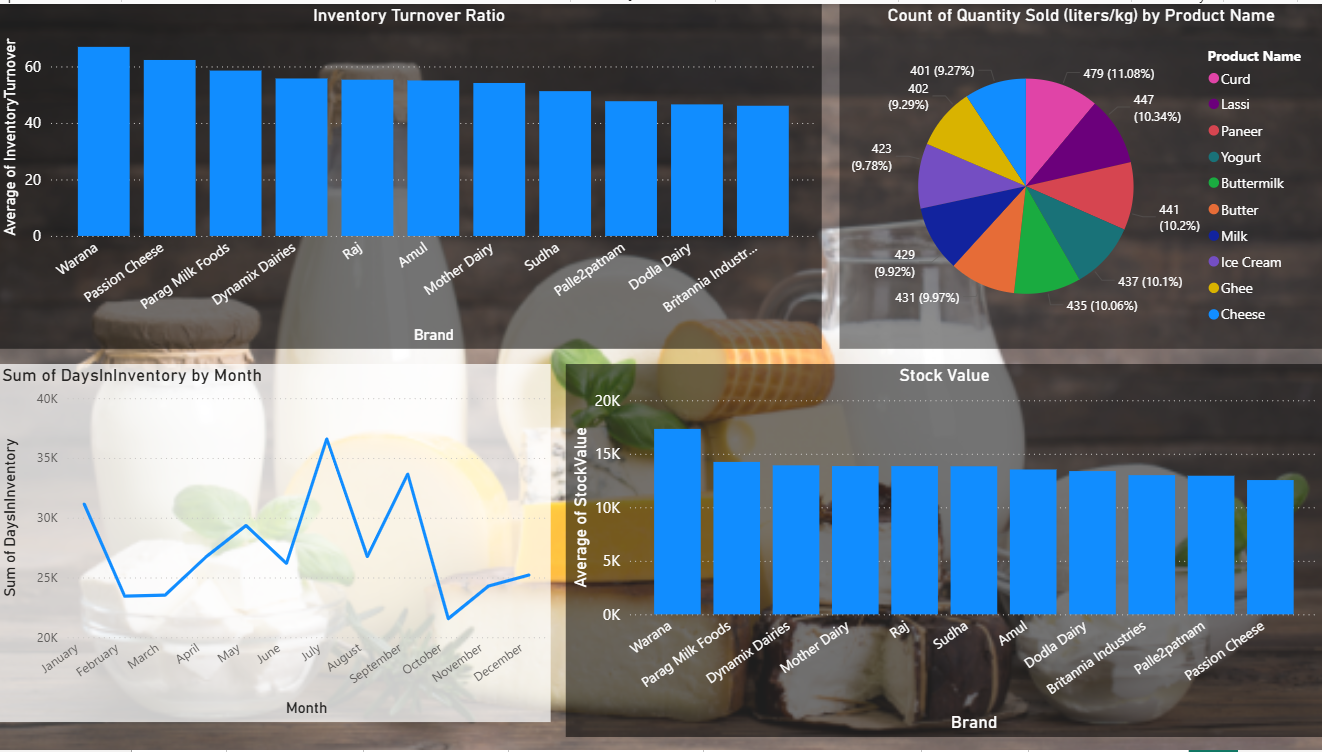 Inventory Turnover Ratio
Average of InventoryTurnover
60
40
20
0
Warana
Passion Cheese
Parag Milk Foods
Dynamix Dairies
Raj
Amul
Mother Dairy
Sudha
Palle2patnam
Dodla Dairy
Britannia Industr...
Brand
Count of Quantity Sold (liters/kg) by Product Name
479 (11.08%)
447
(10.34%)
441
(10.2%)
437 (10.1%)
435 (10.06%)
431 (9.97%)
429
(9.92%)
423
(9.78%)
402
(9.29%)
401 (9.27%)
Product Name
Curd
Lassi
Paneer
Yogurt
Buttermilk
Butter
Milk
Ice Cream
Ghee
Cheese
Sum of DaysInInventory by Month
Sum of DaysInInventory
40K
35K
30K
25K
20K
January
February
March
April
May
June
July
August
September
October
November
December
Month
Stock Value
Average of StockValue
20K
15K
10K
5K
0K
Warana
Parag Milk Foods
Dynamix Dairies
Mother Dairy
Raj
Sudha
Amul
Dodla Dairy
Britannia Industries
Palle2patnam
Passion Cheese
Brand